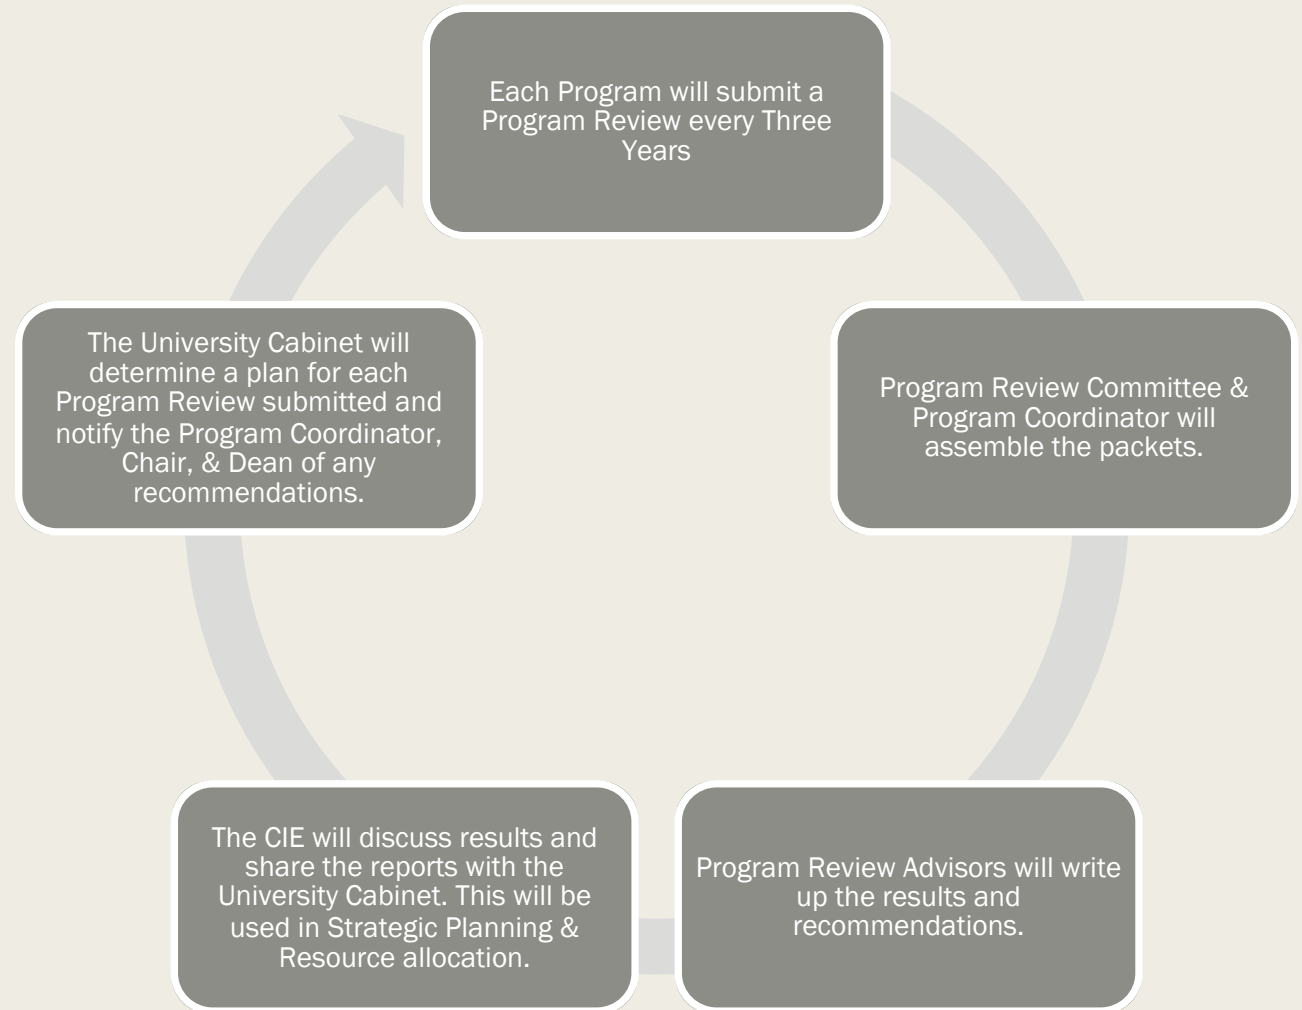 Each Program will submit a
Program Review every Three
Years
Program Review Committee &
Program Coordinator will
assemble the packets.
Program Review Advisors will write
up the results and
recommendations.
The CIE will discuss results and
share the reports with the
University Cabinet. This will be
used in Strategic Planning &
Resource allocation.
The University Cabinet will
determine a plan for each
Program Review submitted and
notify the Program Coordinator,
Chair, & Dean of any
recommendations.